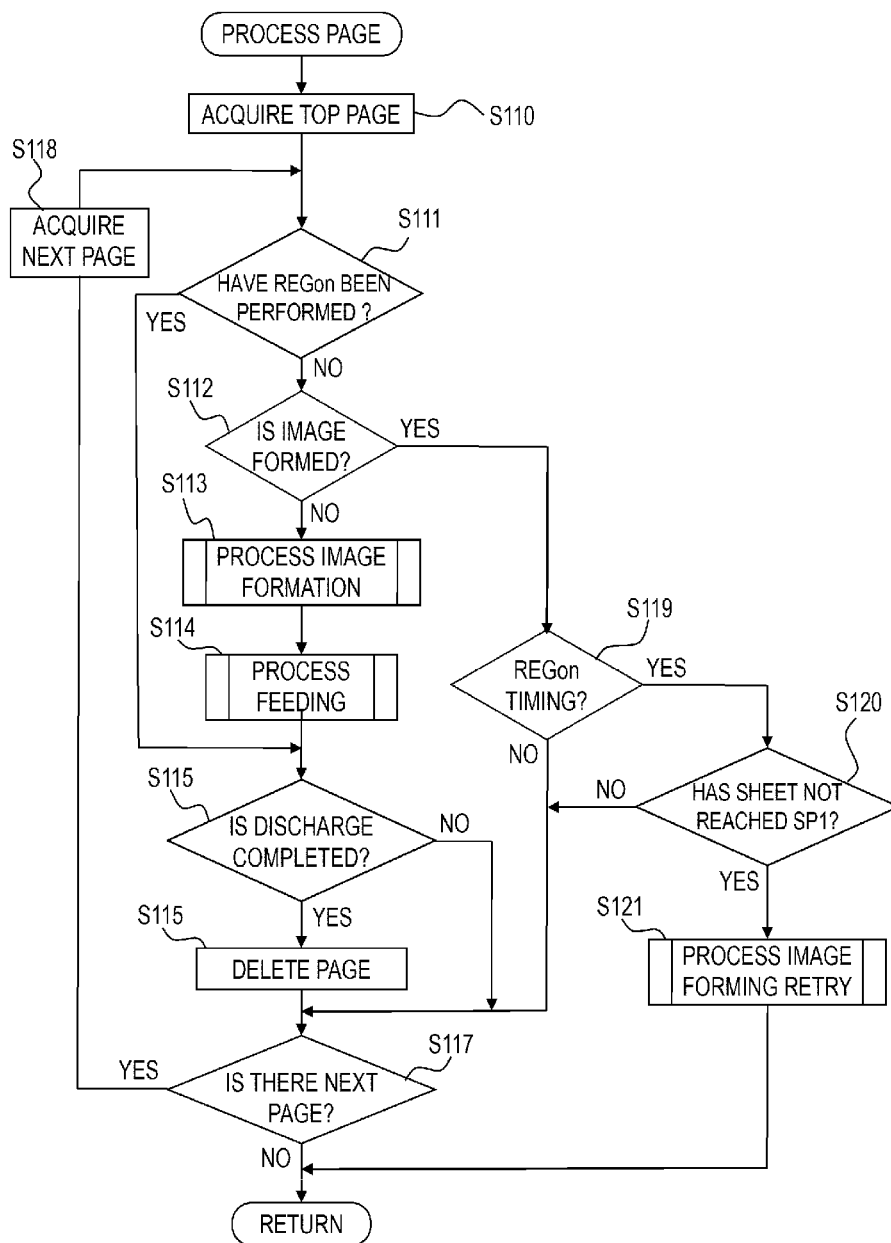 PROCESS PAGE
ACQUIRE TOP PAGE
S110
S118
ACQUIRE
NEXT PAGE
S111
HAVE REGon BEEN
PERFORMED ?
YES
NO
S112
IS IMAGE
FORMED?
YES
NO
S113
PROCESS IMAGE
FORMATION
S114
PROCESS
FEEDING
S119
REGon
TIMING?
YES
NO
S120
HAS SHEET NOT
REACHED SP1?
NO
YES
S115
IS DISCHARGE
COMPLETED?
NO
YES
S115
DELETE PAGE
S121
PROCESS IMAGE
FORMING RETRY
S117
IS THERE NEXT
PAGE?
YES
NO
RETURN